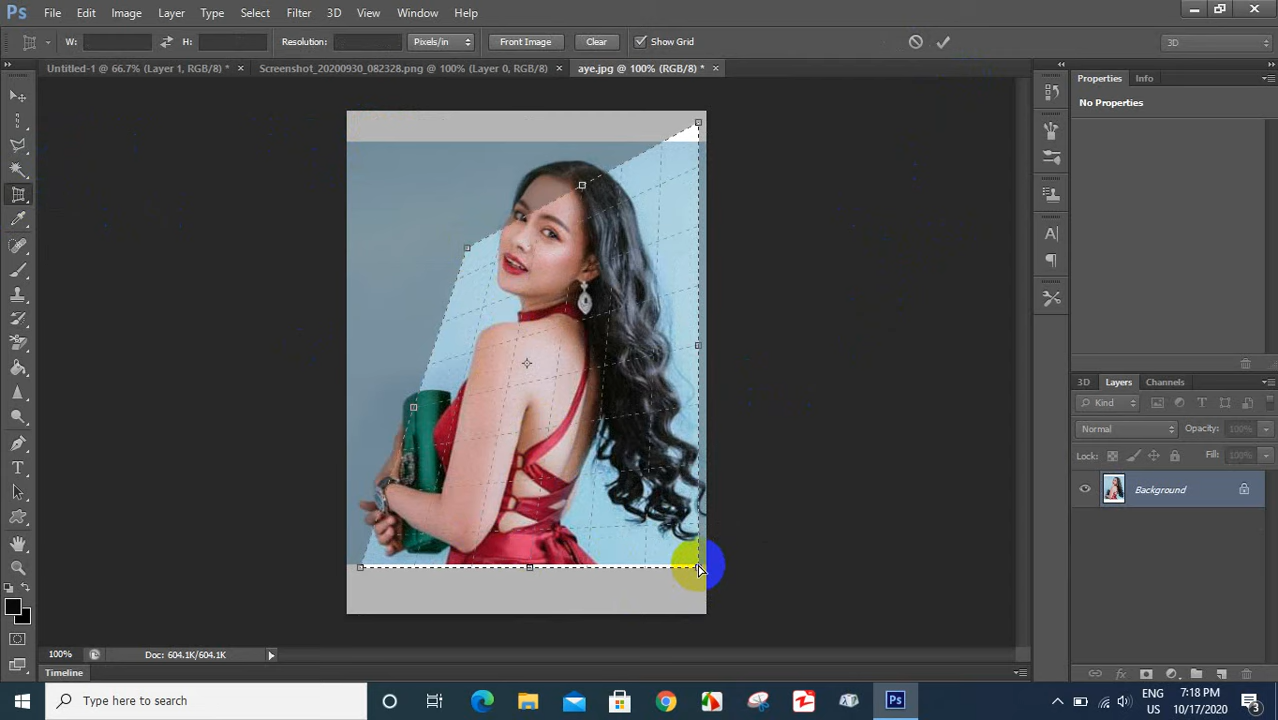 Ps File Edit Image Layer Type Select Filter 3D View Window Help
W: H: Resolution: Pixels/in Front Image Clear Show Grid 3D
Untitled-1 @ 66.7% (Layer 1, RGB/8) * × Screenshot_20200930_082328.png @ 100% (Layer 0, RGB/8) × aye.jpg @ 100% (RGB/8) * ×
Properties Info
No Properties
3D Layers Channels
Kind
Normal Opacity: 100%
Lock: Fill: 100%
Background
100% Doc: 604.1K/604.1K
Timeline
Type here to search
ENG 7:18 PM
US 10/17/2020
3